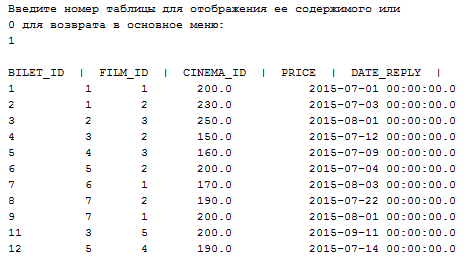 Введите номер таблицы для отображения ее содержимого или
0 для возврата в основное меню:
1
BILET_ID | FILM_ID | CINEMA_ID | PRICE | DATE_REPLY |
1 1 1 200.0 2015-07-01 00:00:00.0
2 1 2 230.0 2015-07-03 00:00:00.0
3 2 3 250.0 2015-08-01 00:00:00.0
4 3 2 150.0 2015-07-12 00:00:00.0
5 4 3 160.0 2015-07-09 00:00:00.0
6 5 2 200.0 2015-07-04 00:00:00.0
7 6 1 170.0 2015-08-03 00:00:00.0
8 7 2 190.0 2015-07-22 00:00:00.0
9 7 1 200.0 2015-08-01 00:00:00.0
11 3 5 200.0 2015-09-11 00:00:00.0
12 5 4 190.0 2015-07-14 00:00:00.0